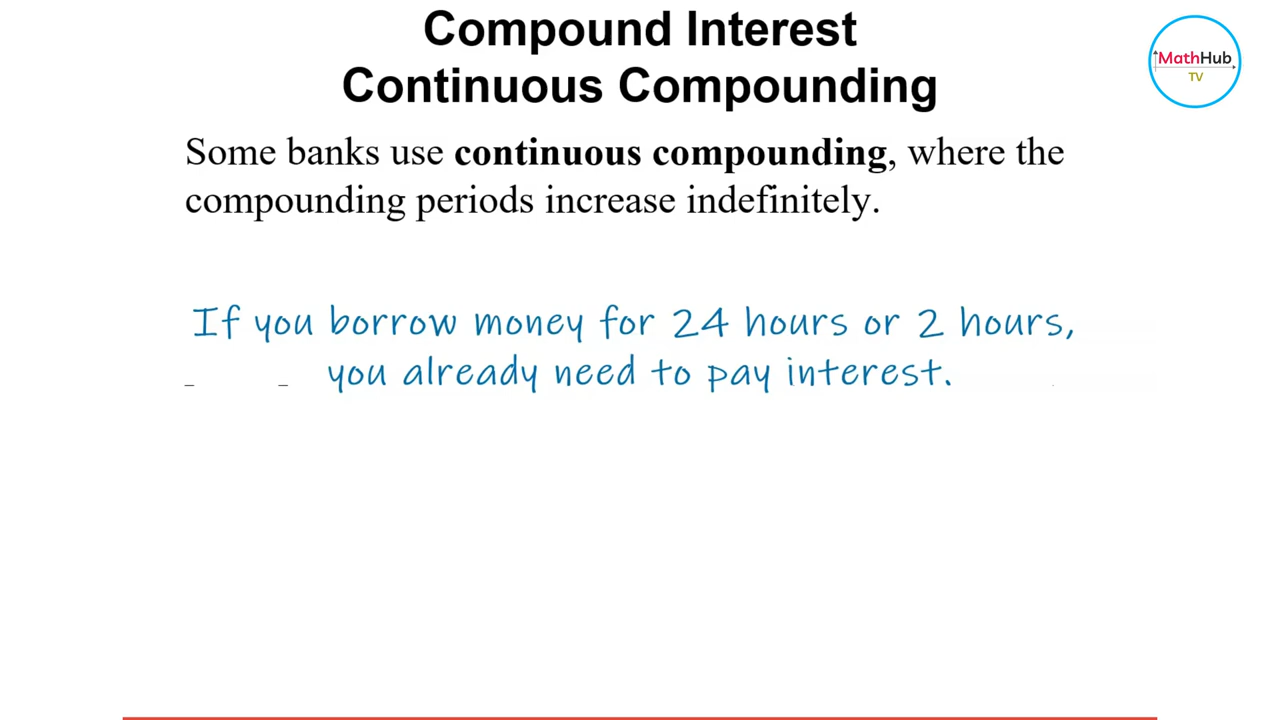 Compound Interest
Continuous Compounding
MathHub
TV
Some banks use continuous compounding, where the
compounding periods increase indefinitely.
If you borrow money for 24 hours or 2 hours,
you already need to pay interest.